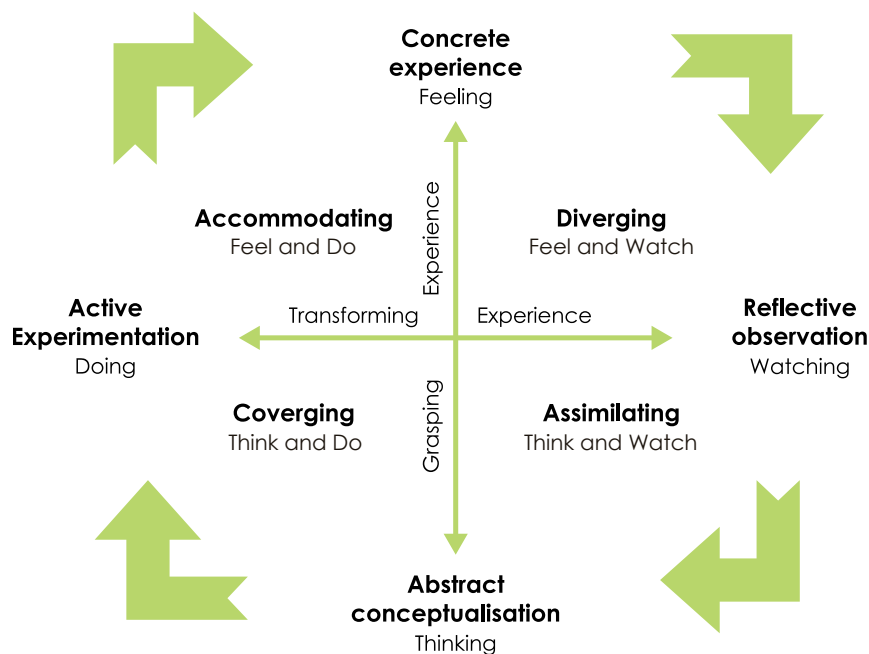 Concrete
experience
Feeling
Accommodating
Feel and Do
Diverging
Feel and Watch
Experience
Active
Experimentation
Doing
Transforming
Experience
Reflective
observation
Watching
Coverging
Think and Do
Grasping
Assimilating
Think and Watch
Abstract
conceptualisation
Thinking